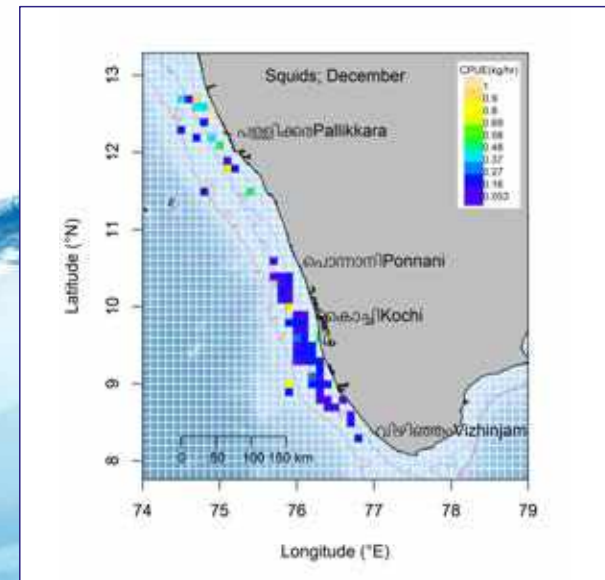 Squids; December
CPUE(kg/hr)
1
0.9
0.8
0.69
0.58
0.48
0.37
0.27
0.16
0.053
പള്ളിക്കരPallikkara
പൊന്നാനിPonnani
കൊച്ചിKochi
വിഴിഞ്ഞംVizhinjam
0 50 100 150 km
13
12
11
10
9
8
Latitude (°N)
74 75 76 77 78 79
Longitude (°E)